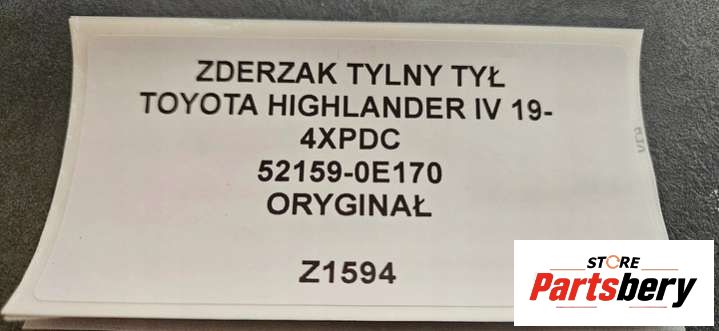 ZDERZAK TYLNY TYŁ
TOYOTA HIGHLANDER IV 19-
4XPDC
52159-0E170
ORYGINAŁ
Z1594
STORE
Partsbery